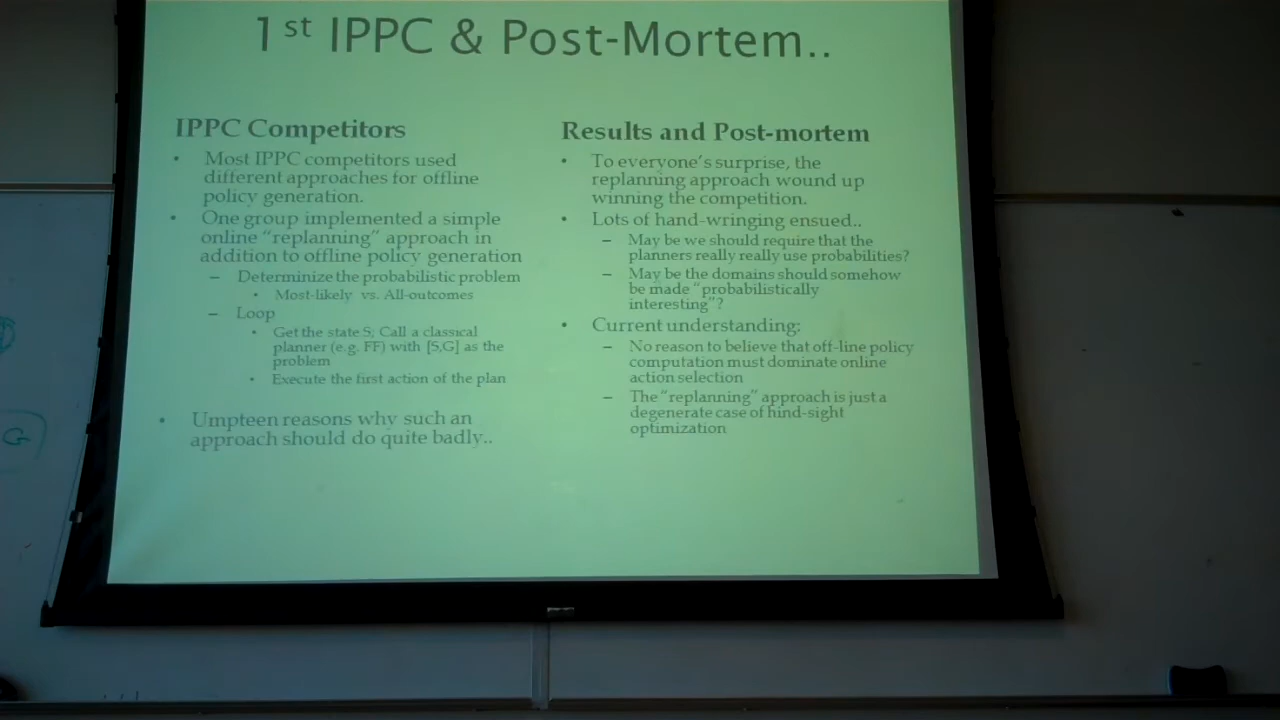 1st IPPC & Post-Mortem..
IPPC Competitors
• Most IPPC competitors used
different approaches for offline
policy generation.
• One group implemented a simple
online “replanning” approach in
addition to offline policy generation
– Determinize the probabilistic problem
• Most-likely vs. All-outcomes
– Loop
• Get the state S; Call a classical
planner (e.g. FF) with [S,G] as the
problem
• Execute the first action of the plan
• Umpteen reasons why such an
approach should do quite badly..
Results and Post-mortem
• To everyone’s surprise, the
replanning approach wound up
winning the competition.
• Lots of hand-wringing ensued..
– May be we should require that the
planners really really use probabilities?
– May be the domains should somehow
be made “probabilistically
interesting”?
• Current understanding:
– No reason to believe that off-line policy
computation must dominate online
action selection
– The “replanning” approach is just a
degenerate case of hind-sight
optimization
G